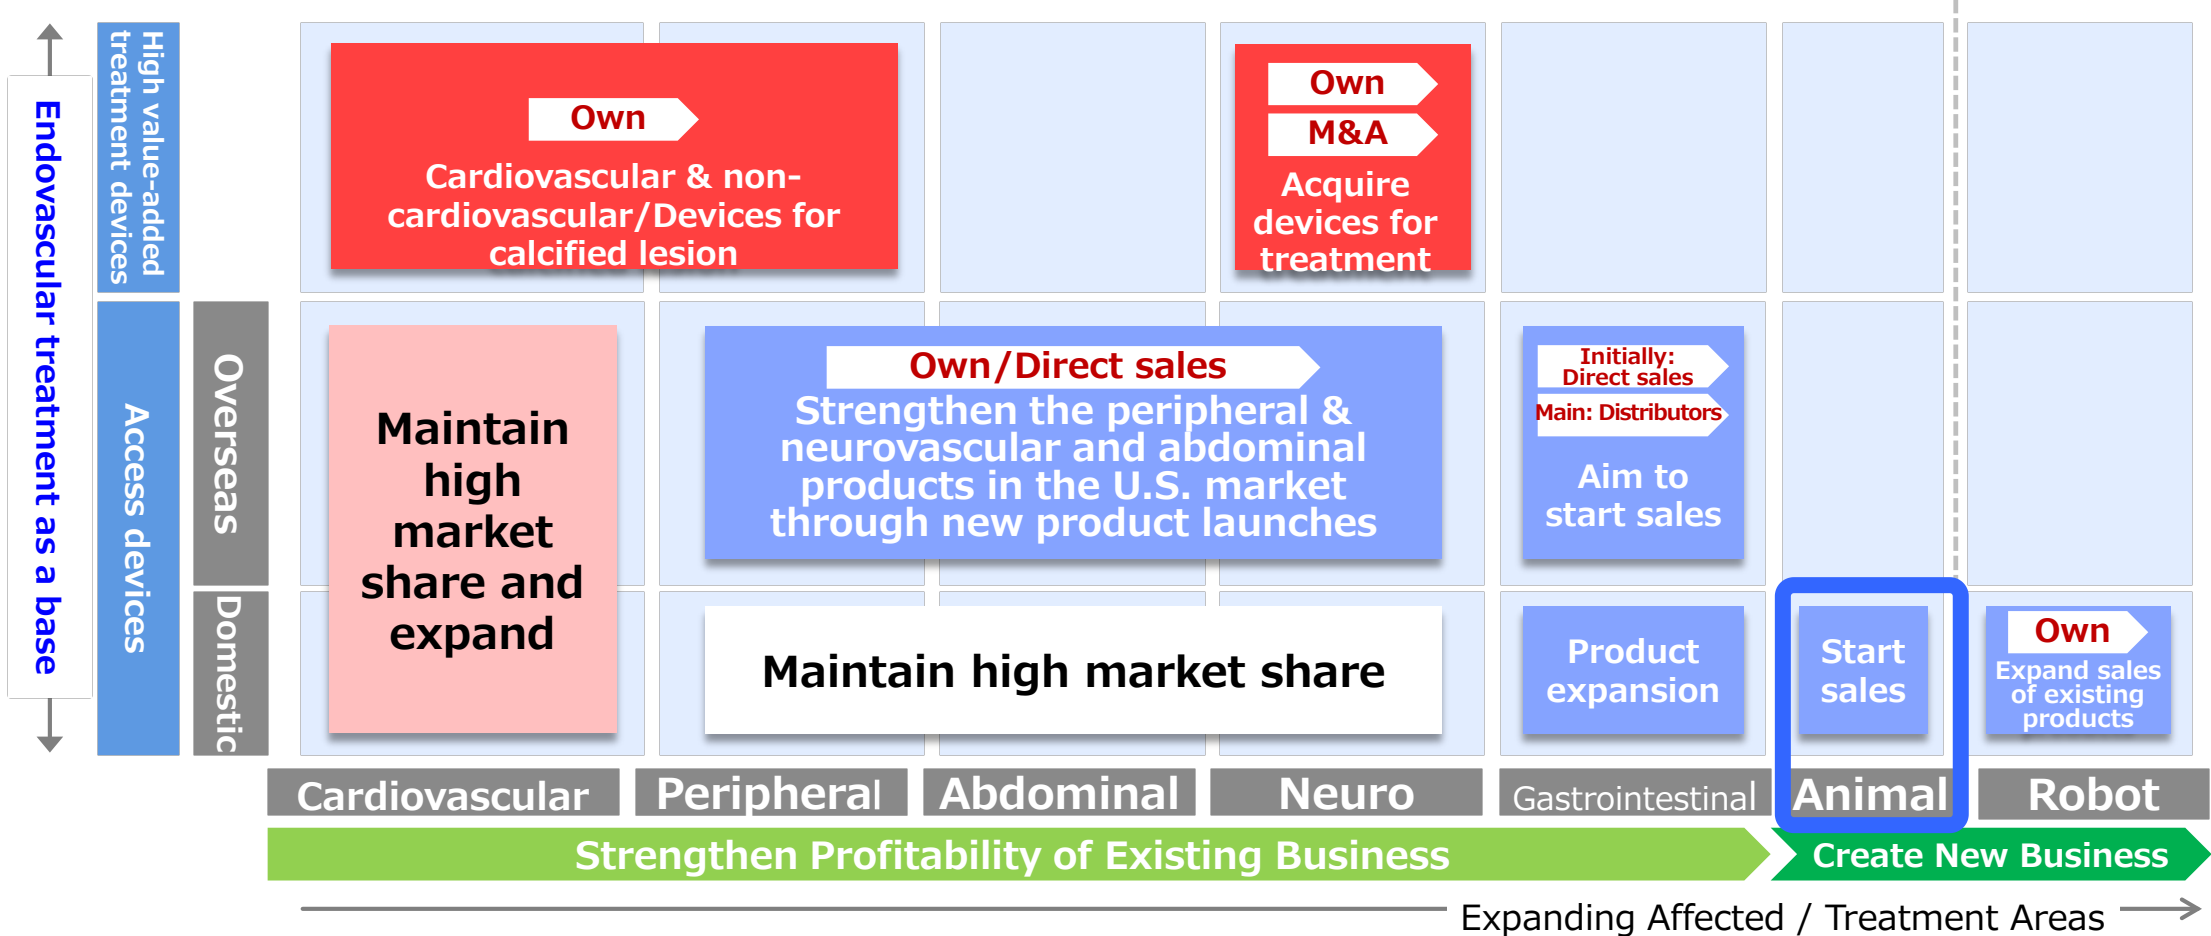 Endovascular treatment as a base
High value-added
treatment devices
Access devices
Overseas
Domestic
Own
Cardiovascular & non-
cardiovascular/Devices for
calcified lesion
Own
M&A
Acquire
devices for
treatment
Maintain
high
market
share and
expand
Own/Direct sales
Strengthen the peripheral &
neurovascular and abdominal
products in the U.S. market
through new product launches
Initially:
Direct sales
Main: Distributors
Aim to
start sales
Maintain high market share
Product
expansion
Start
sales
Own
Expand sales
of existing
products
Cardiovascular
Peripheral
Abdominal
Neuro
Gastrointestinal
Animal
Robot
Strengthen Profitability of Existing Business
Create New Business
Expanding Affected / Treatment Areas